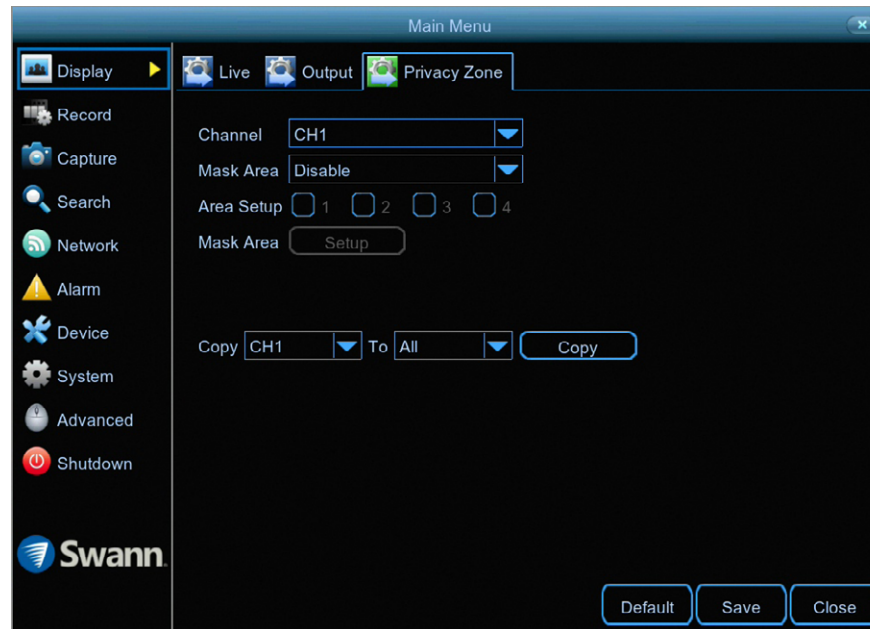 Main Menu
Display
Record
Capture
Search
Network
Alarm
Device
System
Advanced
Shutdown
Swann
Live Output Privacy Zone
Channel CH1
Mask Area Disable
Area Setup 1 2 3 4
Mask Area Setup
Copy CH1 To All Copy
Default Save Close